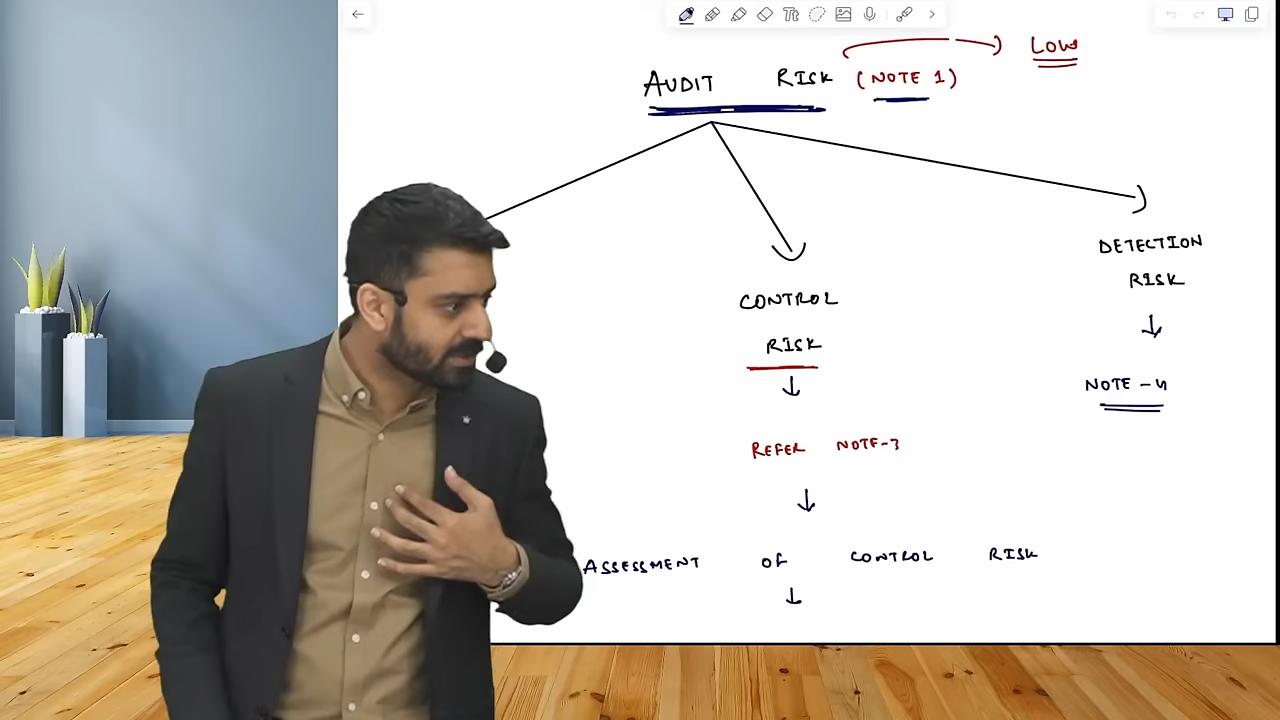 LOW
AUDIT RISK (NOTE 1)
DETECTION
RISK
CONTROL
RISK
NOTE - 4
REFER NOTE-3
ASSESSMENT OF CONTROL RISK